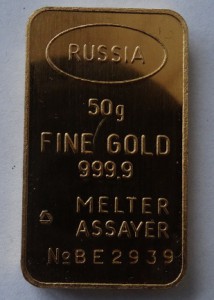 RUSSIA
50g
FINE GOLD
999,9
MELTER
ASSAYER
№BE2939